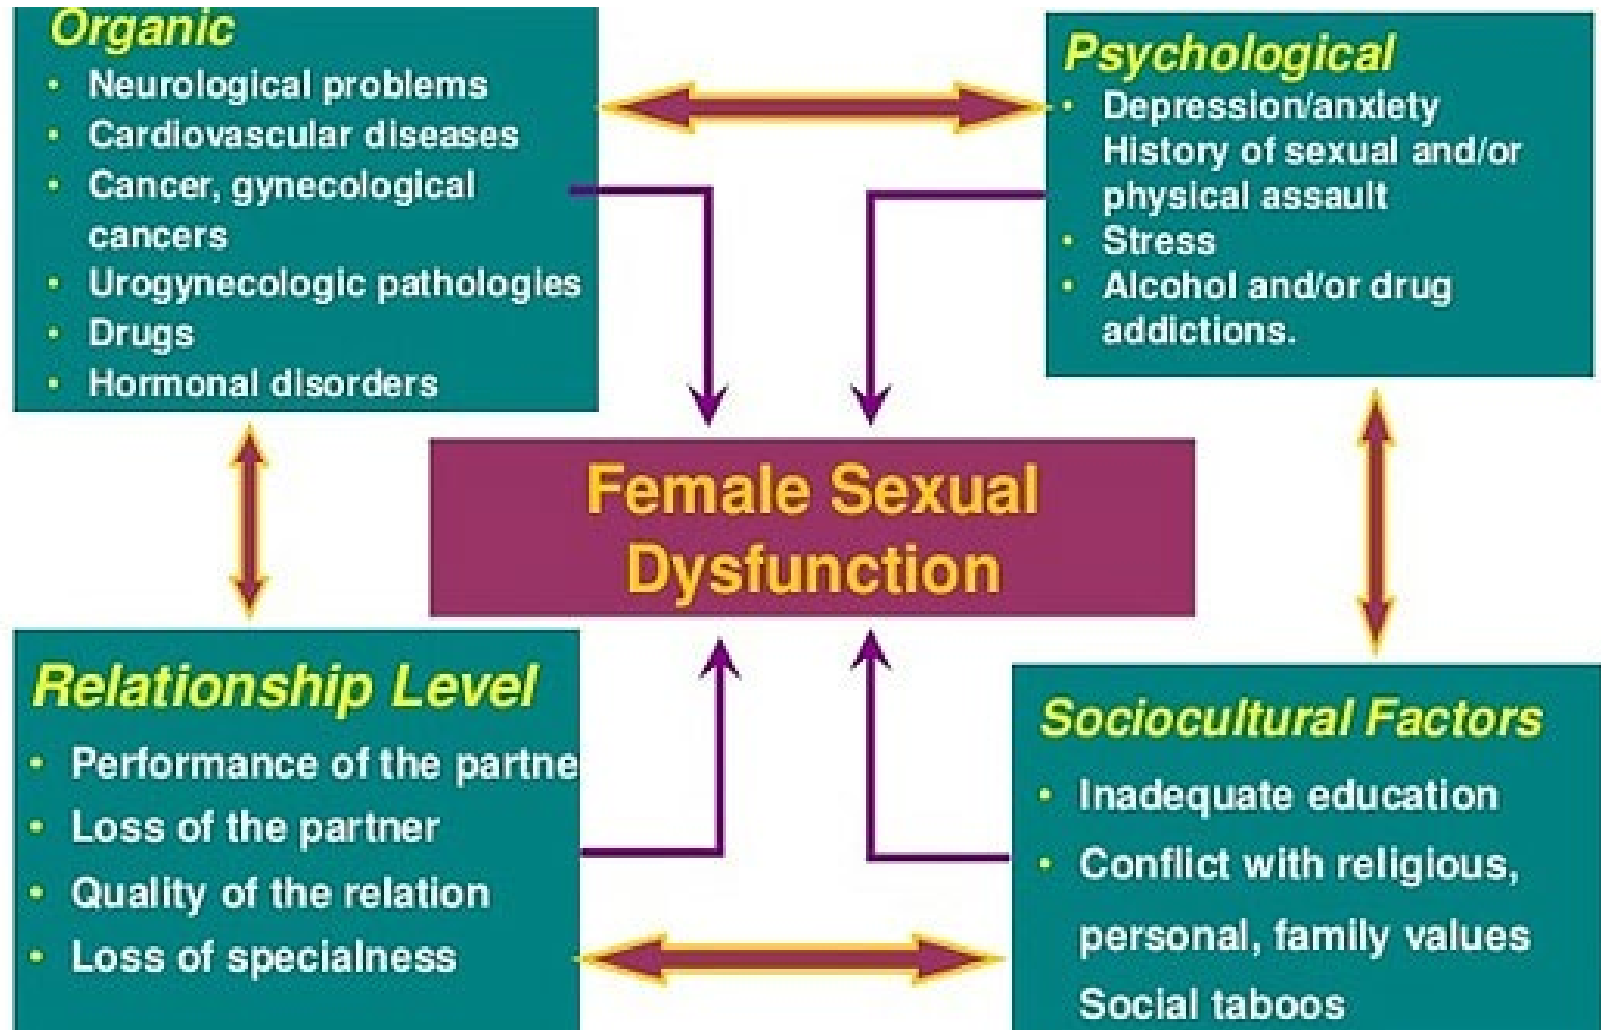 Organic
• Neurological problems
• Cardiovascular diseases
• Cancer, gynecological
cancers
• Urogynecologic pathologies
• Drugs
• Hormonal disorders
Psychological
• Depression/anxiety
History of sexual and/or
physical assault
• Stress
• Alcohol and/or drug
addictions.
Female Sexual
Dysfunction
Relationship Level
• Performance of the partne
• Loss of the partner
• Quality of the relation
• Loss of specialness
Sociocultural Factors
• Inadequate education
• Conflict with religious,
personal, family values
Social taboos